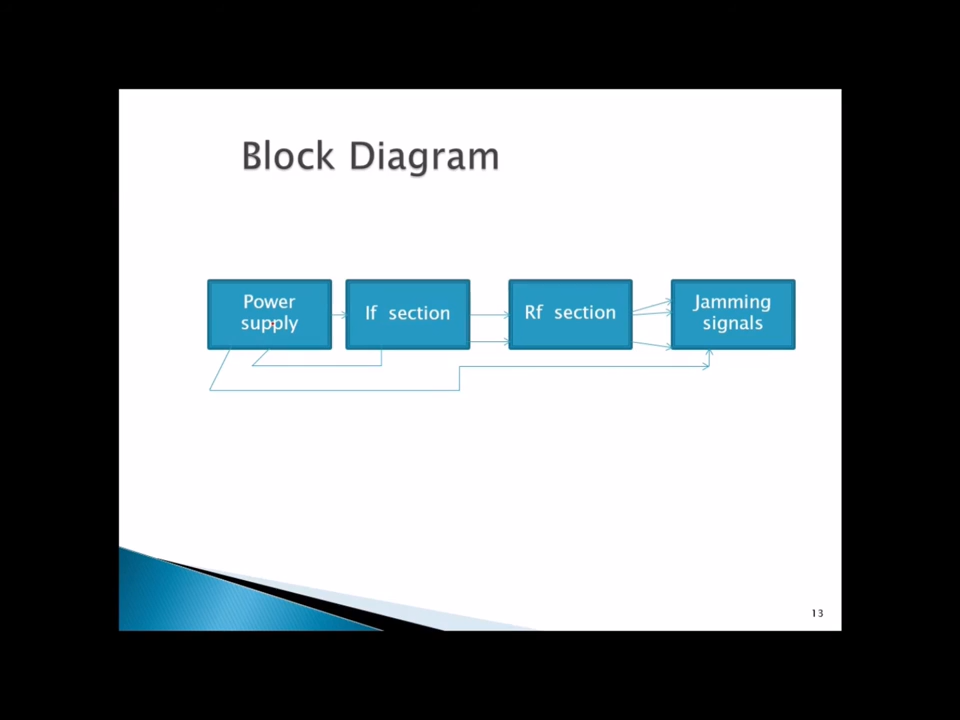 Block Diagram
Power
supply
If section
Rf section
Jamming
signals
13